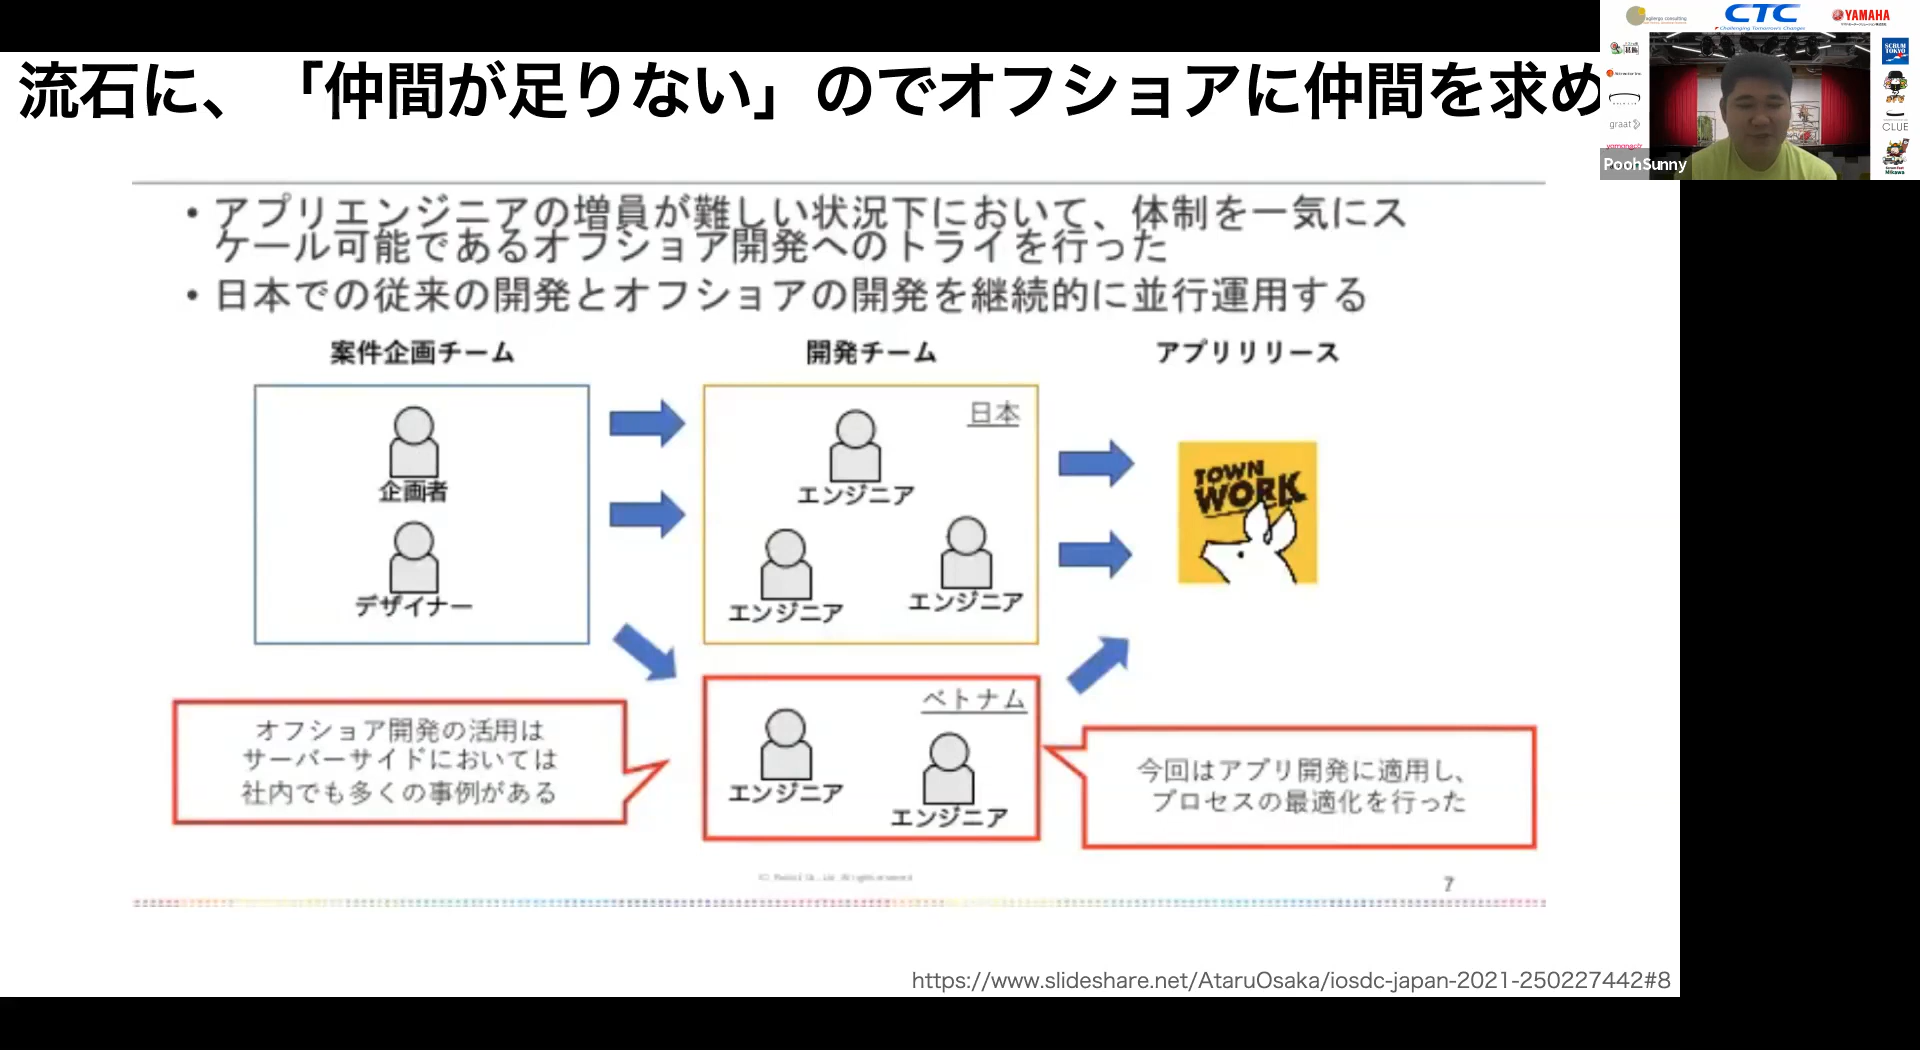 流石に、「仲間が足りない」のでオフショアに仲間を求め
• アプリエンジニアの増員が難しい状況下において、体制を一気にス
ケール可能であるオフショア開発へのトライを行った
• 日本での従来の開発とオフショアの開発を継続的に並行運用する
案件企画チーム
開発チーム
アプリリリース
企画者
デザイナー
日本
エンジニア
エンジニア
エンジニア
TOWN
WORK
オフショア開発の活用は
サーバーサイドにおいては
社内でも多くの事例がある
ベトナム
エンジニア
エンジニア
今回はアプリ開発に適用し、
プロセスの最適化を行った
7
https://www.slideshare.net/AtaruOsaka/iosdc-japan-2021-250227442#8
CTC
Challenging Tomorrow's Changes
YAMAHA
SCRUM
TOKYO
graat
CLUE
Mikawa
PoohSunny